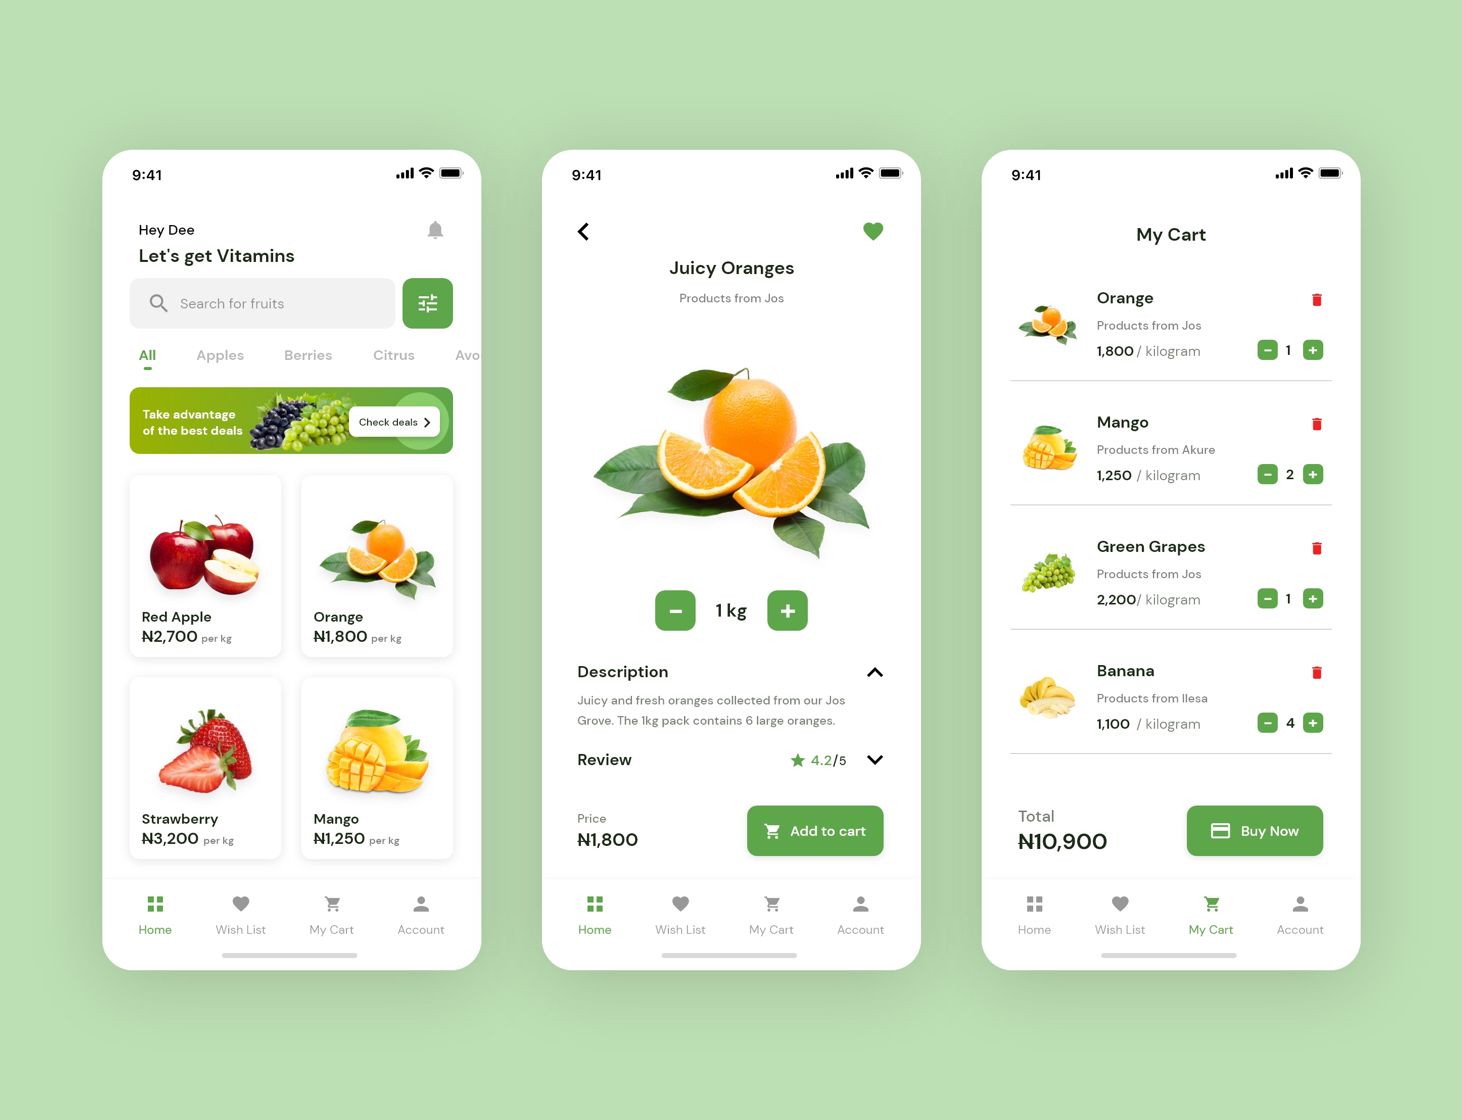 9:41
Hey Dee
Let's get Vitamins
Search for fruits
All Apples Berries Citrus Avo
Take advantage
of the best deals
Check deals
Red Apple
₦2,700 per kg
Orange
₦1,800 per kg
Strawberry
₦3,200 per kg
Mango
₦1,250 per kg
Home Wish List My Cart Account
9:41
Juicy Oranges
Products from Jos
1 kg
Description
Juicy and fresh oranges collected from our Jos
Grove. The 1kg pack contains 6 large oranges.
Review 4.2/5
Price
₦1,800
Add to cart
Home Wish List My Cart Account
9:41
My Cart
Orange
Products from Jos
1,800 / kilogram 1
Mango
Products from Akure
1,250 / kilogram 2
Green Grapes
Products from Jos
2,200/ kilogram 1
Banana
Products from Ilesa
1,100 / kilogram 4
Total
₦10,900
Buy Now
Home Wish List My Cart Account